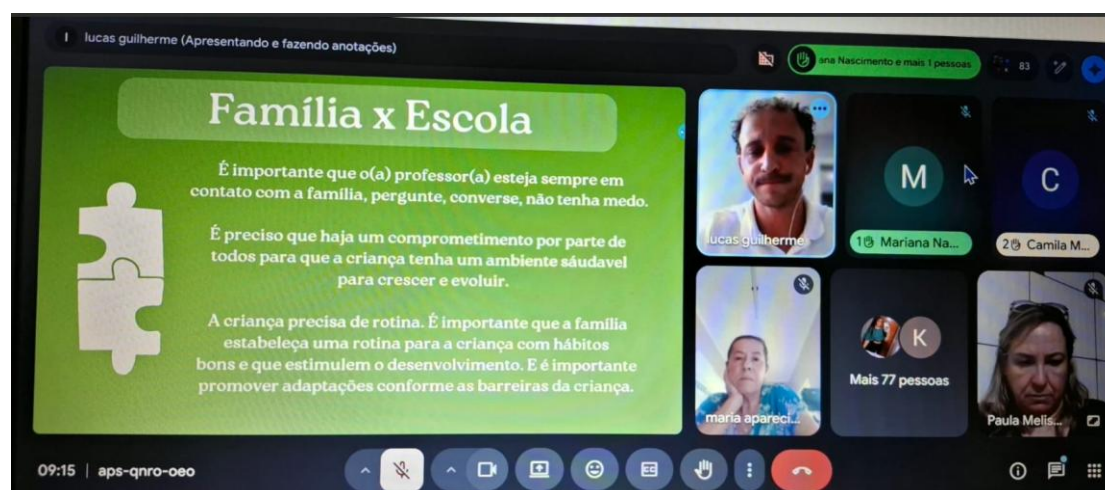 I lucas guilherme (Apresentando e fazendo anotações)
ana Nascimento e mais 1 pessoas
83
Família x Escola
É importante que o(a) professor(a) esteja sempre em
contato com a família, pergunte, converse, não tenha medo.
É preciso que haja um comprometimento por parte de
todos para que a criança tenha um ambiente sáudavel
para crescer e evoluir.
A criança precisa de rotina. É importante que a família
estabeleça uma rotina para a criança com hábitos
bons e que estimulem o desenvolvimento. E é importante
promover adaptações conforme as barreiras da criança.
lucas guilherme
M
1 Mariana Na...
C
2 Camila M...
maria apareci...
K
Mais 77 pessoas
Paula Melis...
09:15 | aps-qnro-oeo
CC